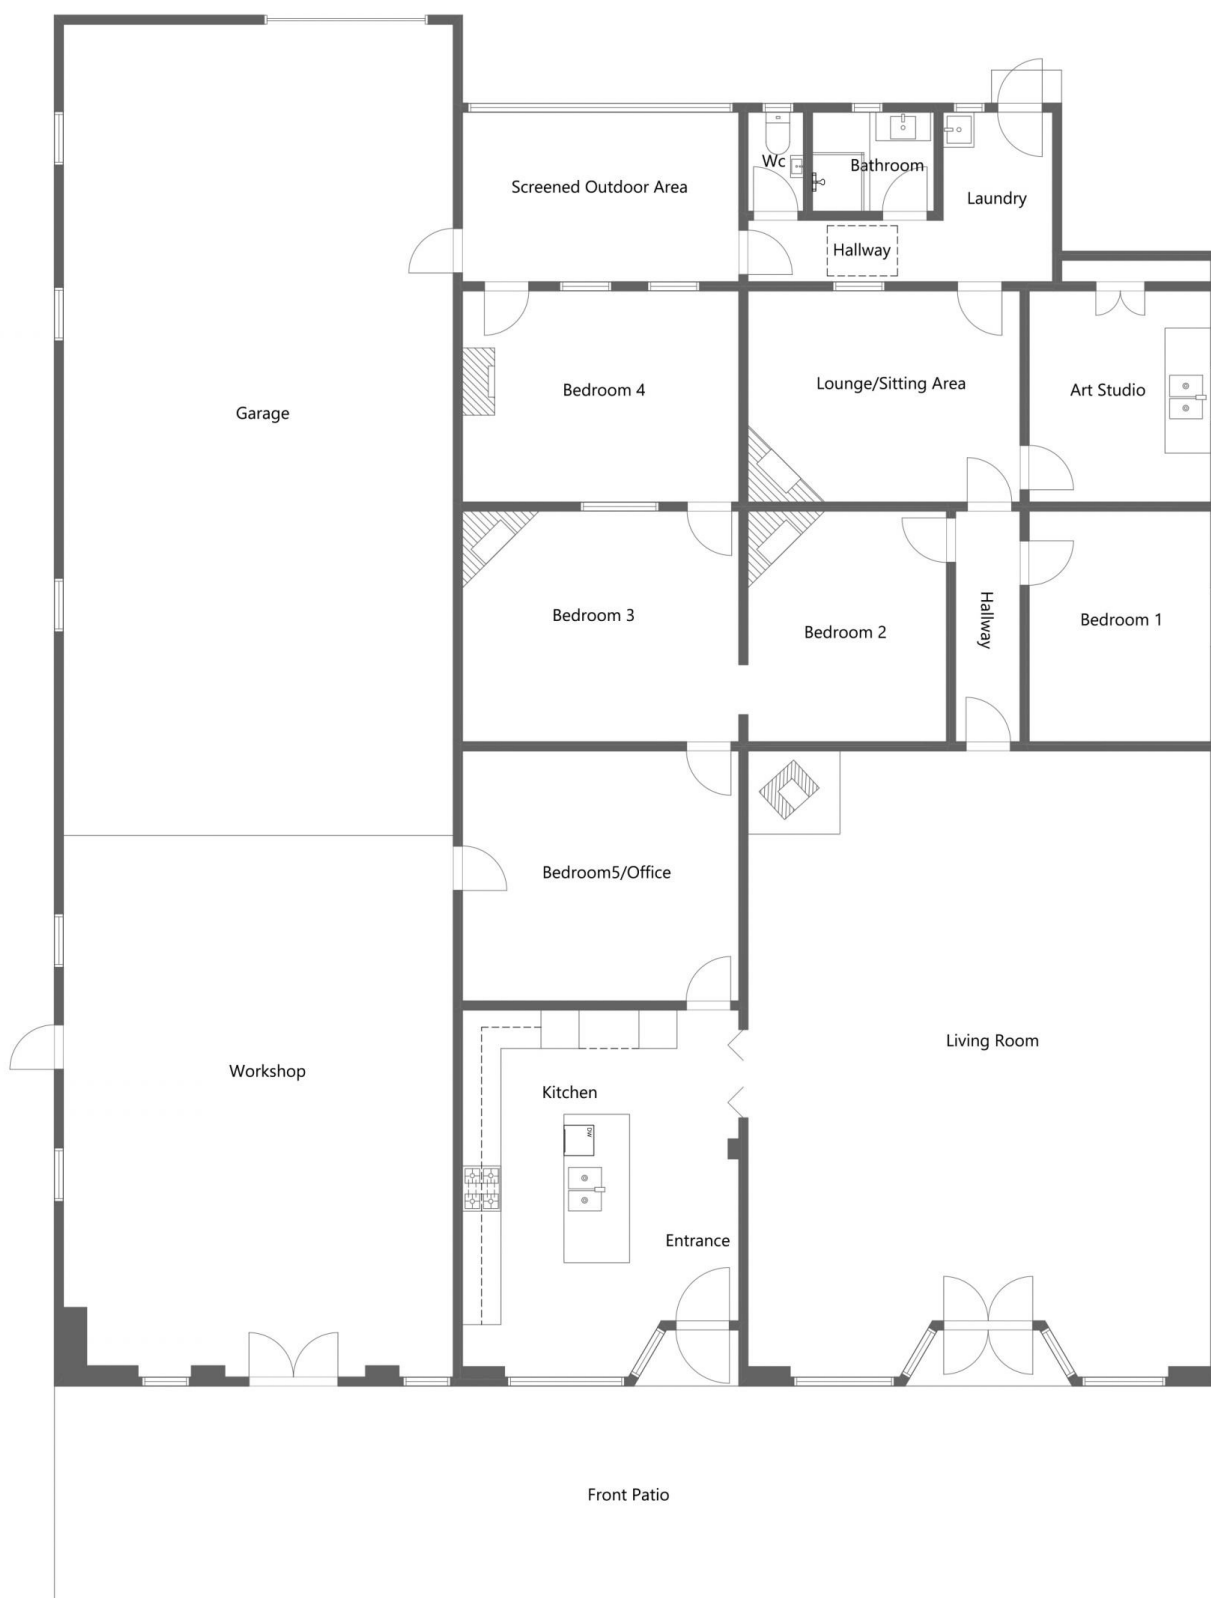 Wc
Bathroom
Screened Outdoor Area
Laundry
Hallway
Lounge/Sitting Area
Bedroom 4
Art Studio
Garage
Hallway
Bedroom 3
Bedroom 1
Bedroom 2
Bedroom5/Office
Living Room
Workshop
Kitchen
DW
Entrance
Front Patio